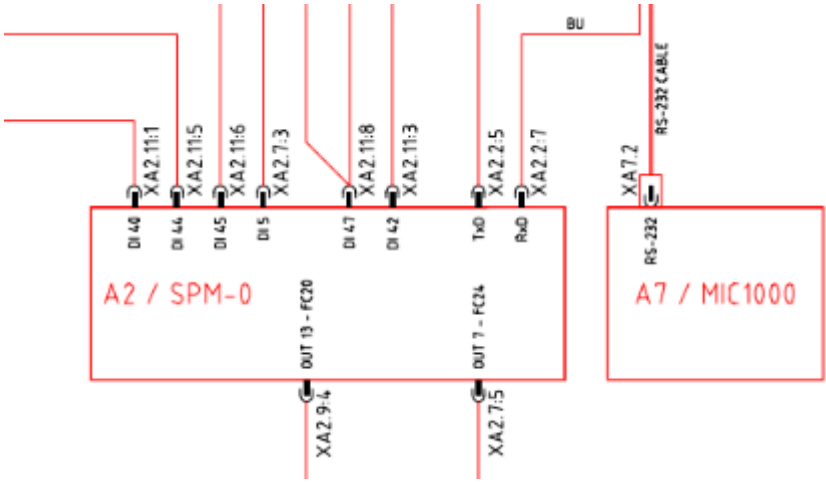 BU
RS-232 CABLE
XA2.11:1
XA2.11:5
XA2.11:6
XA2.7:3
XA2.11:8
XA2.11:3
XA2.2:5
XA2.2:7
XA7.2
DI 40
DI 44
DI 45
DI 5
DI 47
DI 42
TxD
RxD
RS-232
A2 / SPM-0
A7 / MIC1000
OUT 13 - FC20
OUT 7 - FC24
XA2.9:4
XA2.7:5